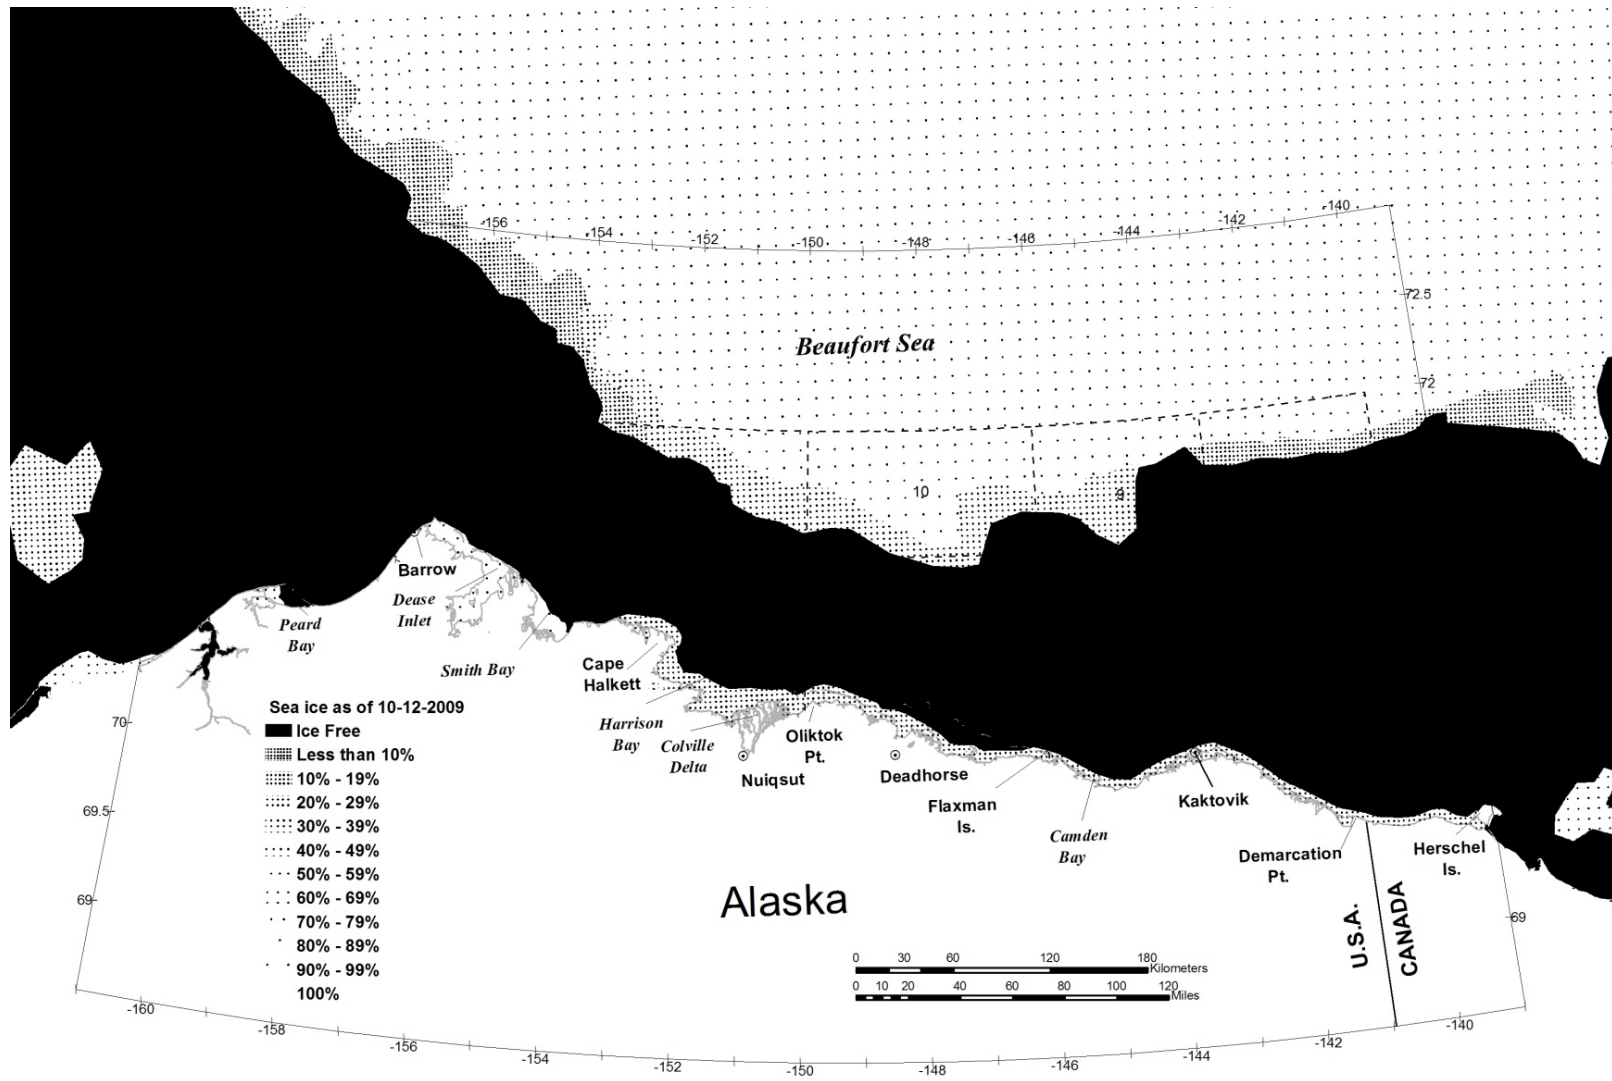 -156
-154
-152
-150
-148
-146
-144
-142
-140
72.5
72
Beaufort Sea
10
9
Barrow
Dease
Inlet
Peard
Bay
Smith Bay
Cape
Halkett
Harrison
Bay
Colville
Delta
Nuiqsut
Oliktok
Pt.
Deadhorse
Flaxman
Is.
Camden
Bay
Kaktovik
Demarcation
Pt.
Herschel
Is.
70
69.5
69
69
Sea ice as of 10-12-2009
Ice Free
Less than 10%
10% - 19%
20% - 29%
30% - 39%
40% - 49%
50% - 59%
60% - 69%
70% - 79%
80% - 89%
90% - 99%
100%
Alaska
U.S.A.
CANADA
0 30 60 120 180
Kilometers
0 10 20 40 60 80 100 120
Miles
-160
-158
-156
-154
-152
-150
-148
-146
-144
-142
-140